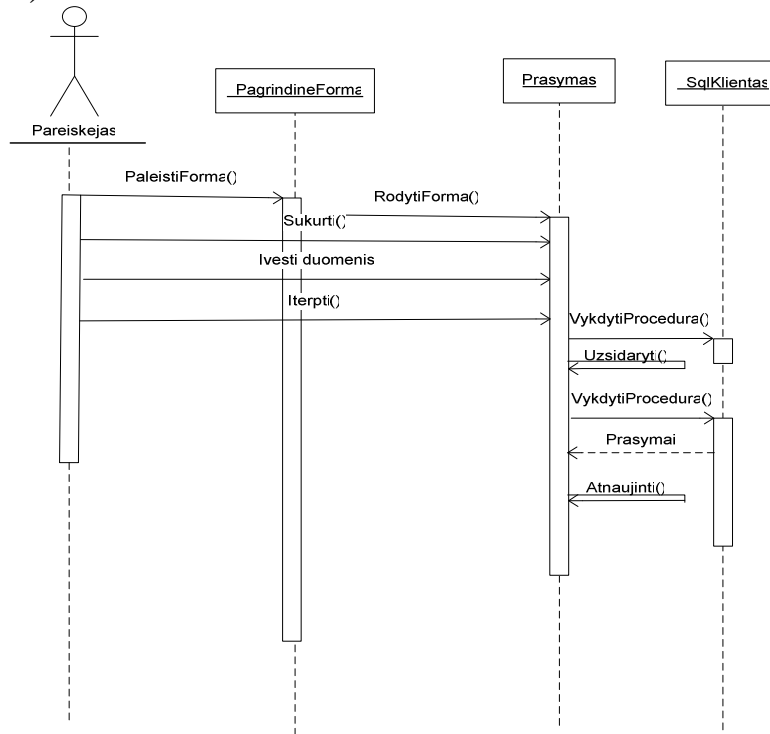 )
Prasymas
SqlKlientas
PagrindineForma
Pareiskejas
PaleistiForma()
RodytiForma()
Sukurti()
Ivesti duomenis
Iterpti()
VykdytiProcedura()
Uzsidaryti()
VykdytiProcedura()
Prasymai
Atnaujinti()